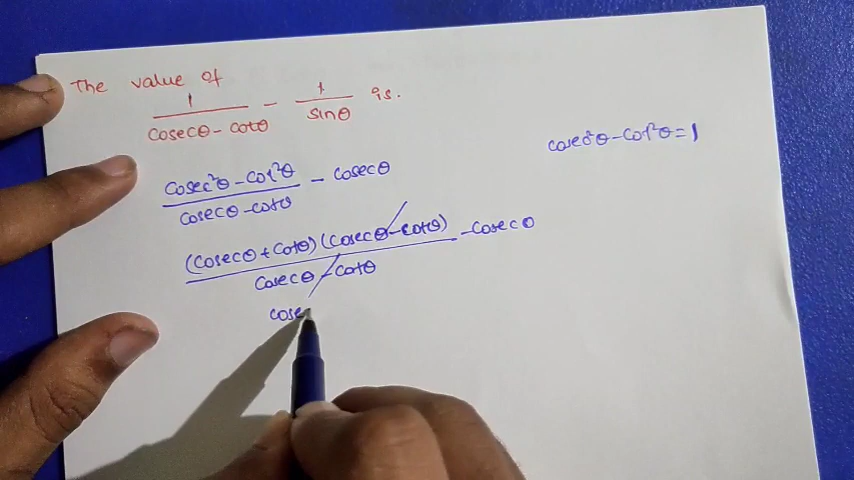 The value of
1/(cosecθ - cotθ) - 1/sinθ is.
cosec²θ - cot²θ = 1
(cosec²θ - cot²θ)/(cosecθ - cotθ) - cosecθ
(cosecθ + cotθ)(cosecθ - cotθ)/(cosecθ - cotθ) - cosecθ
cose